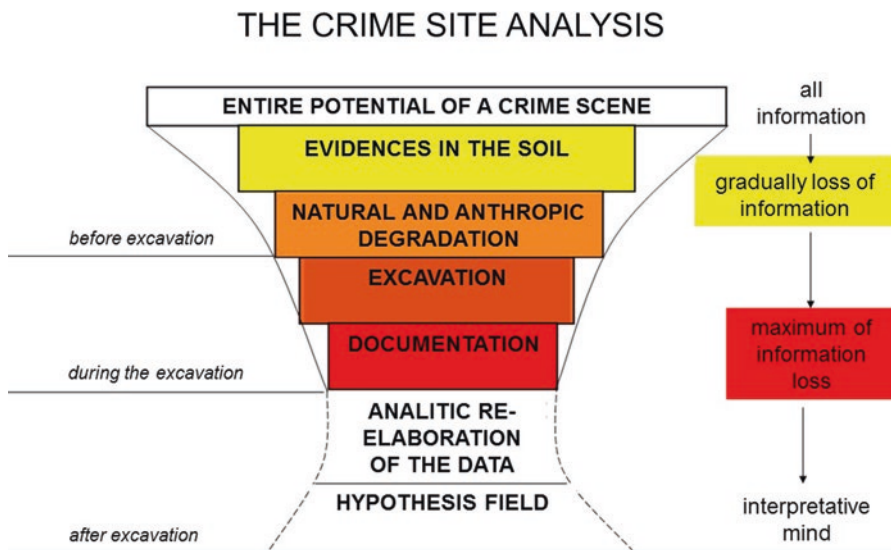 THE CRIME SITE ANALYSIS
ENTIRE POTENTIAL OF A CRIME SCENE
EVIDENCES IN THE SOIL
NATURAL AND ANTHROPIC
DEGRADATION
before excavation
EXCAVATION
DOCUMENTATION
during the excavation
ANALITIC RE-
ELABORATION
OF THE DATA
HYPOTHESIS FIELD
after excavation
all
information
gradually loss of
information
maximum of
information
loss
interpretative
mind